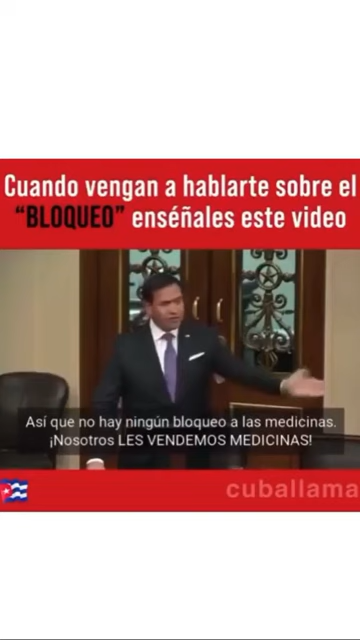 Cuando vengan a hablarte sobre el
“BLOQUEO” enséñales este video
Así que no hay ningún bloqueo a las medicinas.
¡Nosotros LES VENDEMOS MEDICINAS!
cuballama